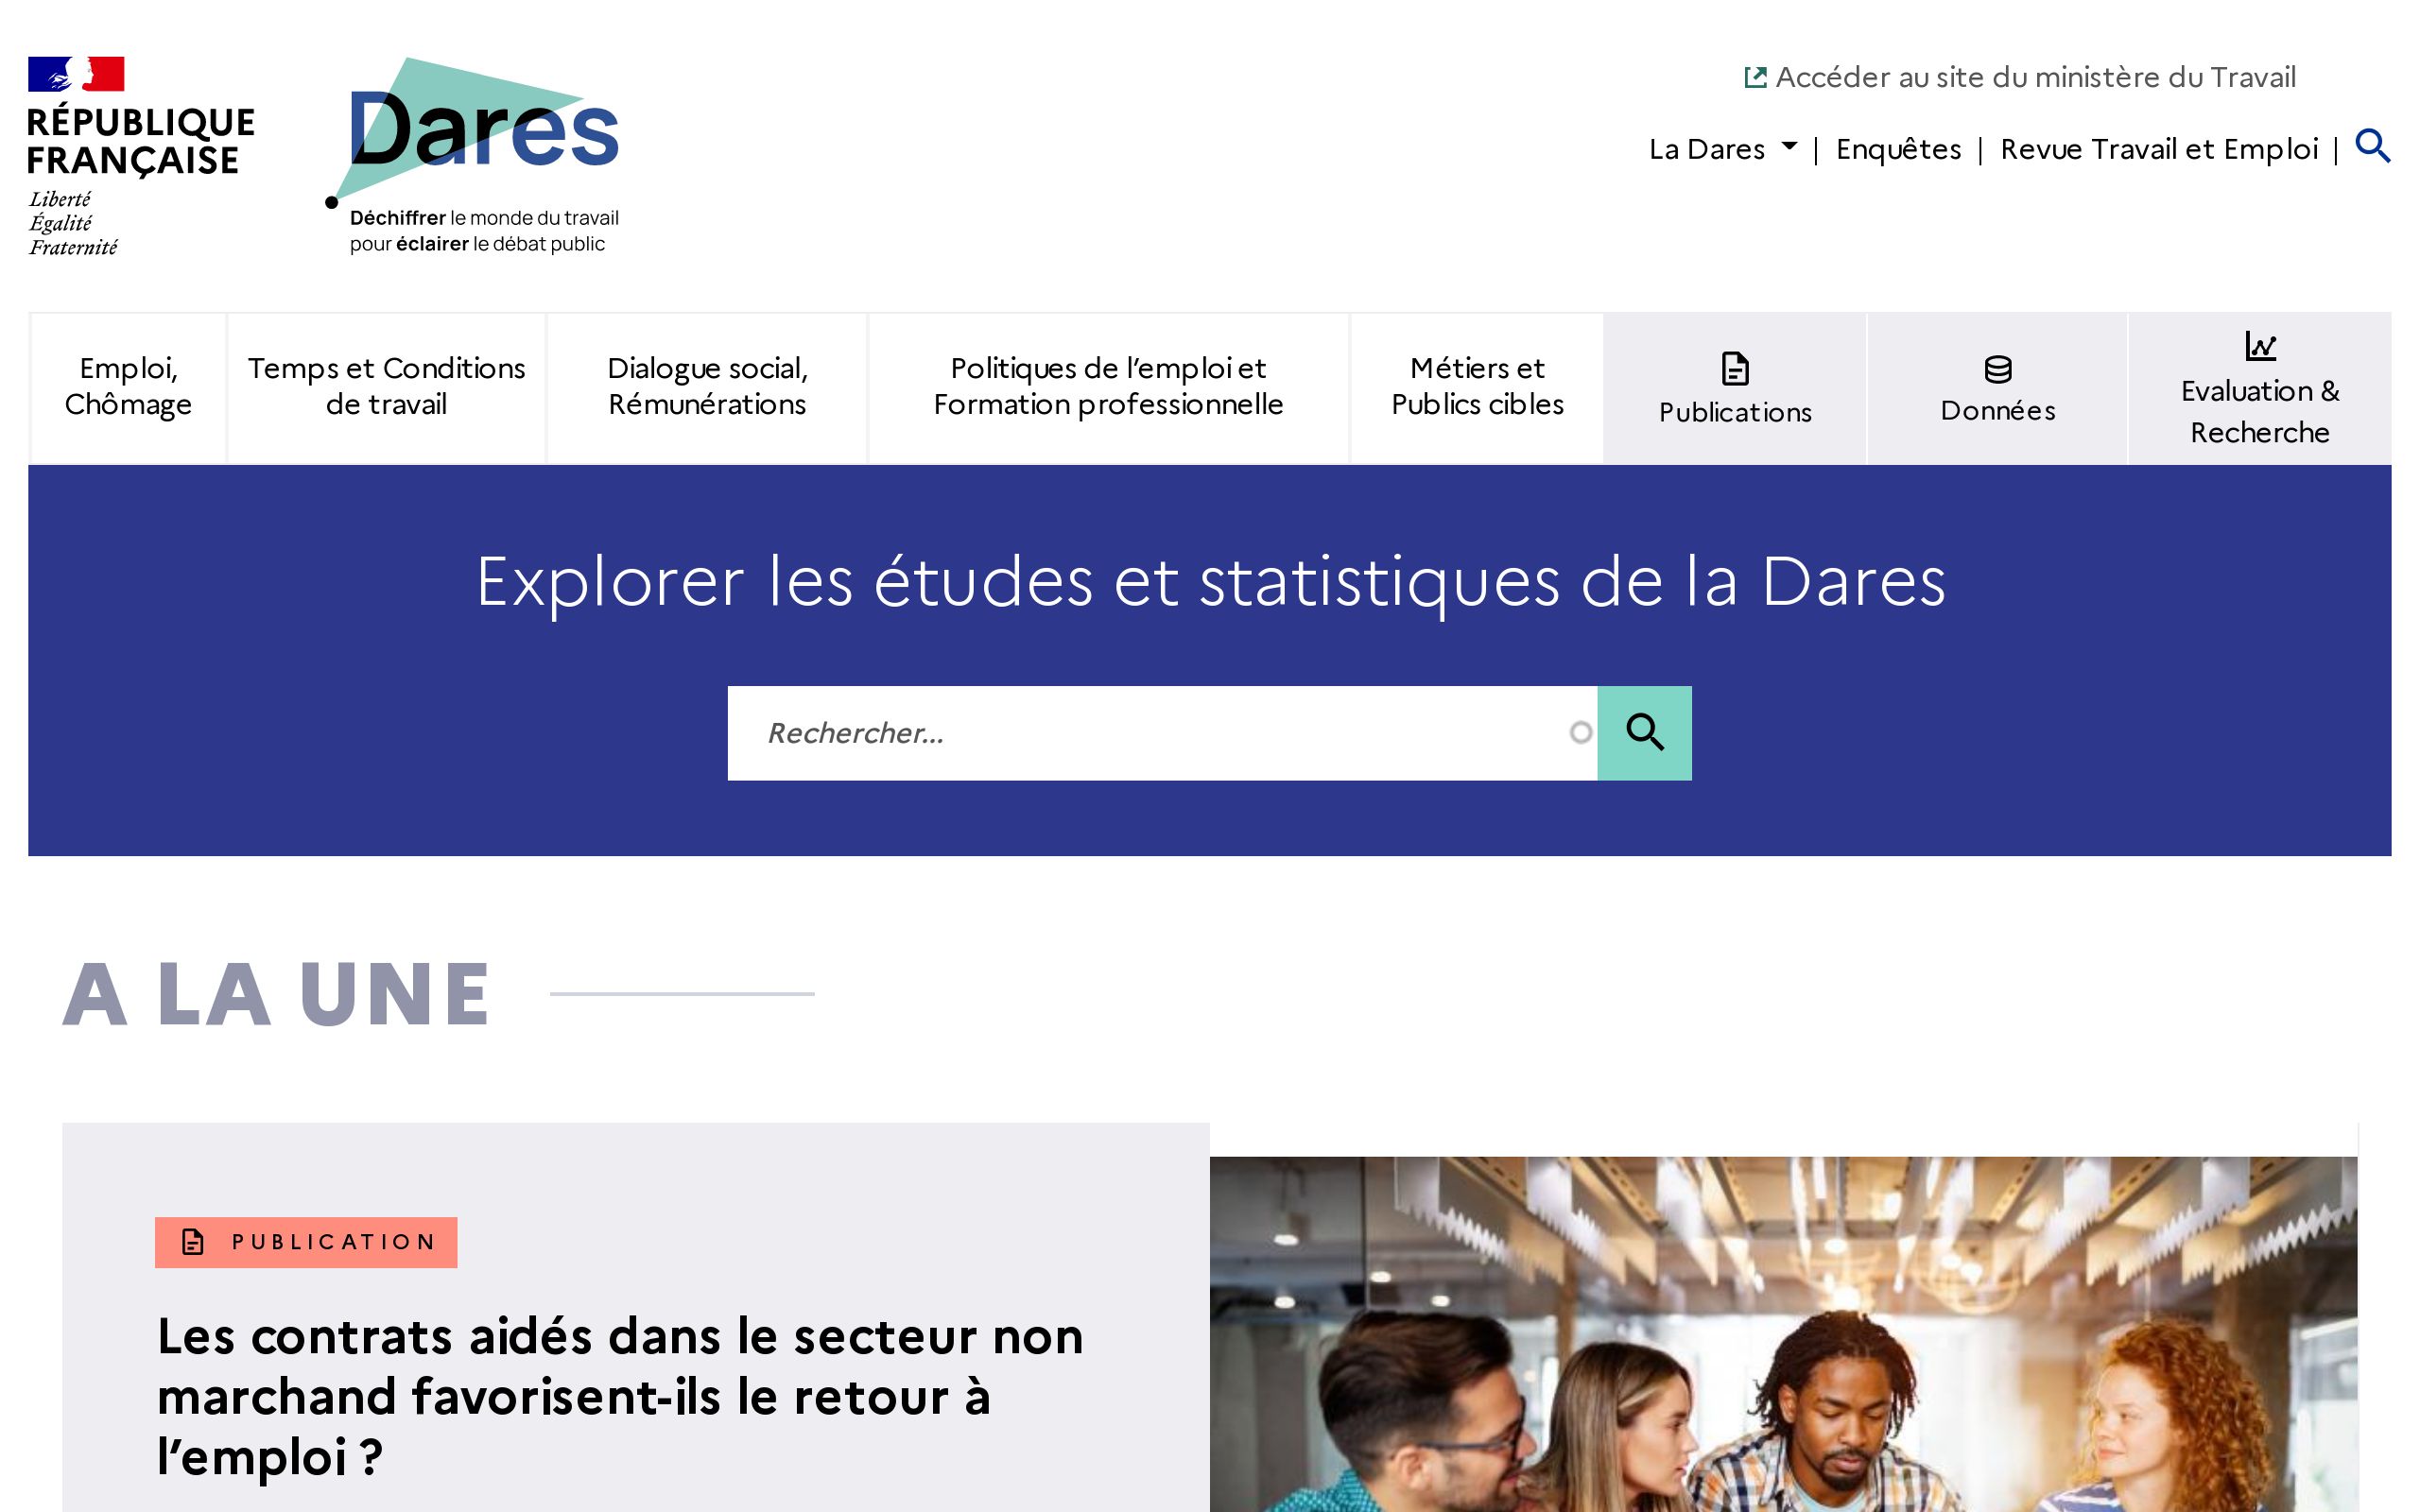 RÉPUBLIQUE
FRANÇAISE
Liberté
Égalité
Fraternité
Dares
Déchiffrer le monde du travail
pour éclairer le débat public
Accéder au site du ministère du Travail
La Dares | Enquêtes | Revue Travail et Emploi |
Emploi,
Chômage
Temps et Conditions
de travail
Dialogue social,
Rémunérations
Politiques de l’emploi et
Formation professionnelle
Métiers et
Publics cibles
Publications
Données
Evaluation &
Recherche
Explorer les études et statistiques de la Dares
Rechercher...
A LA UNE
PUBLICATION
Les contrats aidés dans le secteur non
marchand favorisent-ils le retour à
l’emploi ?